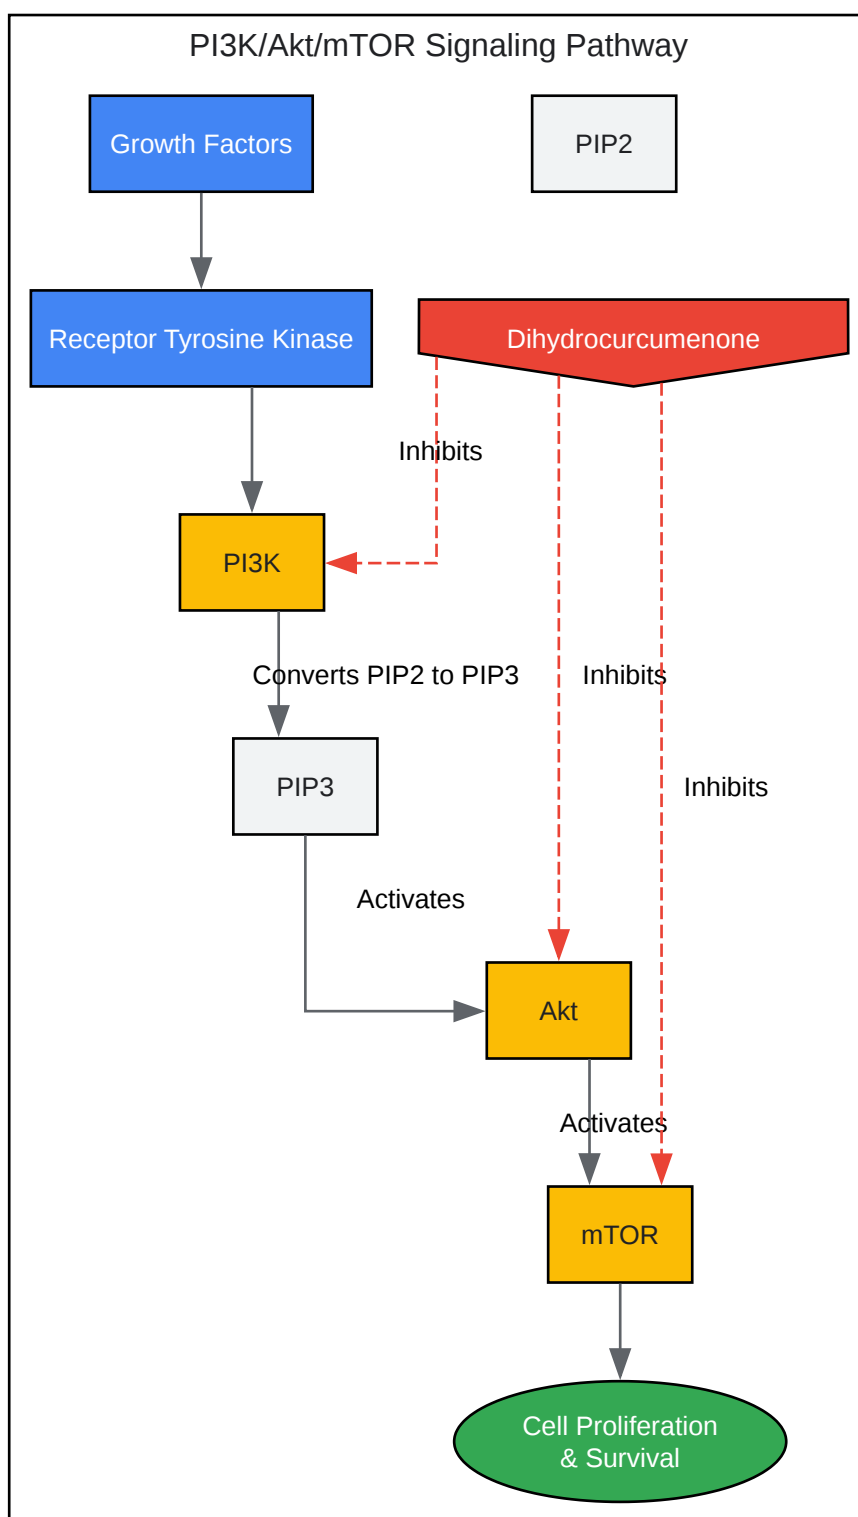 PI3K/Akt/mTOR Signaling Pathway
Growth Factors
PIP2
Receptor Tyrosine Kinase
Dihydrocurcumenone
Inhibits
PI3K
Converts PIP2 to PIP3
Inhibits
PIP3
Inhibits
Activates
Akt
Activates
mTOR
Cell Proliferation
& Survival